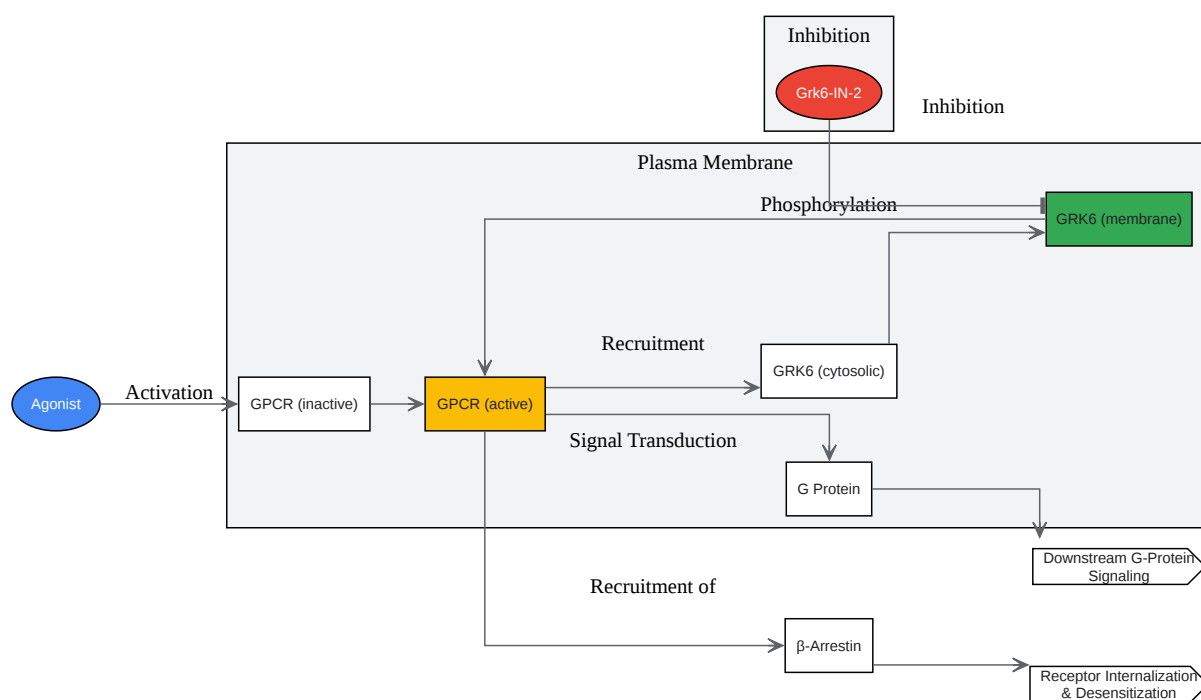 Inhibition
Grk6-IN-2
Inhibition
Plasma Membrane
Phosphorylation
GRK6 (membrane)
Recruitment
GRK6 (cytosolic)
Activation
Agonist
GPCR (inactive)
GPCR (active)
Signal Transduction
G Protein
Downstream G-Protein
Signaling
Recruitment of
β-Arrestin
Receptor Internalization
& Desensitization